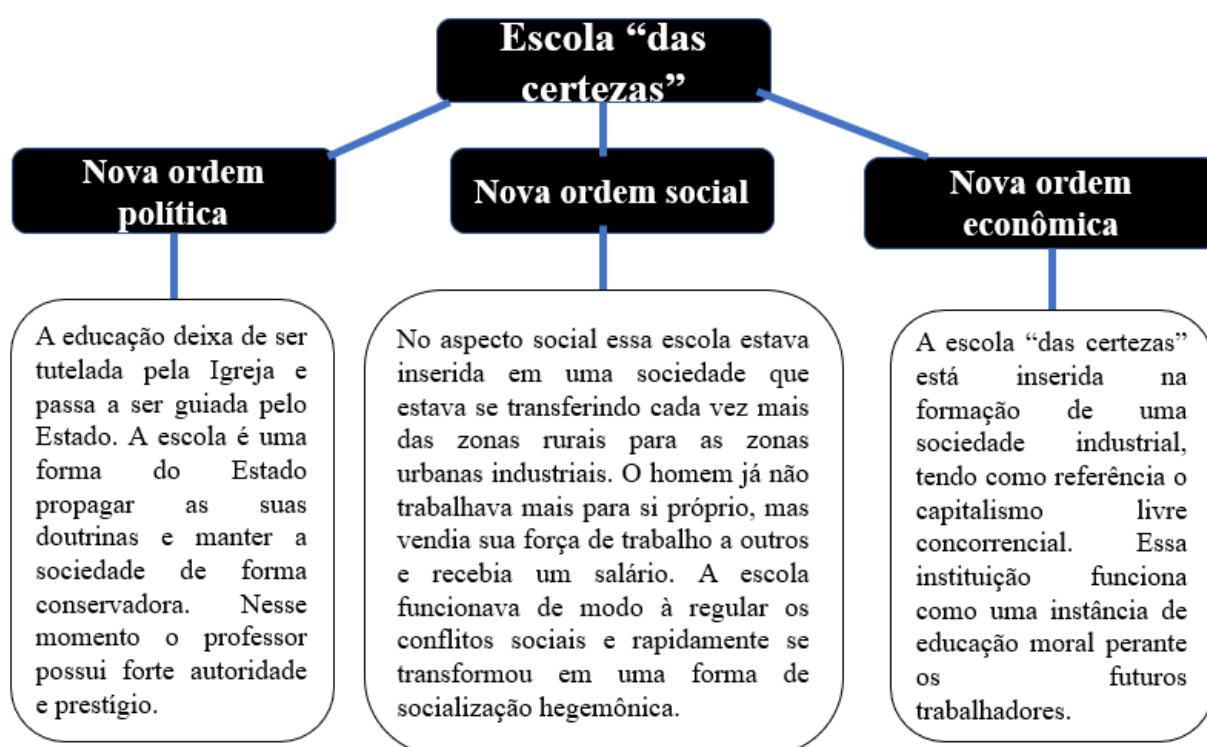 Escola “das
certezas”
Nova ordem
política
Nova ordem social
Nova ordem
econômica
A educação deixa de ser
tutelada pela Igreja e
passa a ser guiada pelo
Estado. A escola é uma
forma do Estado
propagar as suas
doutrinas e manter a
sociedade de forma
conservadora. Nesse
momento o professor
possui forte autoridade
e prestígio.
No aspecto social essa escola estava
inserida em uma sociedade que
estava se transferindo cada vez mais
das zonas rurais para as zonas
urbanas industriais. O homem já não
trabalhava mais para si próprio, mas
vendia sua força de trabalho a outros
e recebia um salário. A escola
funcionava de modo à regular os
conflitos sociais e rapidamente se
transformou em uma forma de
socialização hegemônica.
A escola “das certezas”
está inserida na
formação de uma
sociedade industrial,
tendo como referência o
capitalismo livre
concorrencial. Essa
instituição funciona
como uma instância de
educação moral perante
os futuros
trabalhadores.